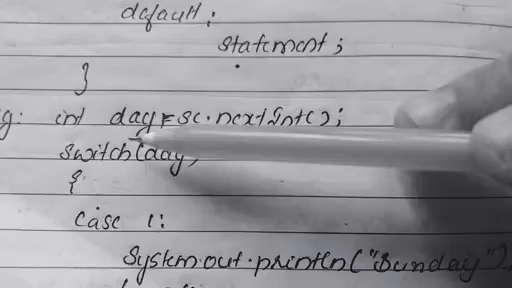 default:
statement;
}
g: int day = sc.nextInt();
switch(day)
{
case 1:
System.out.println("Sunday")